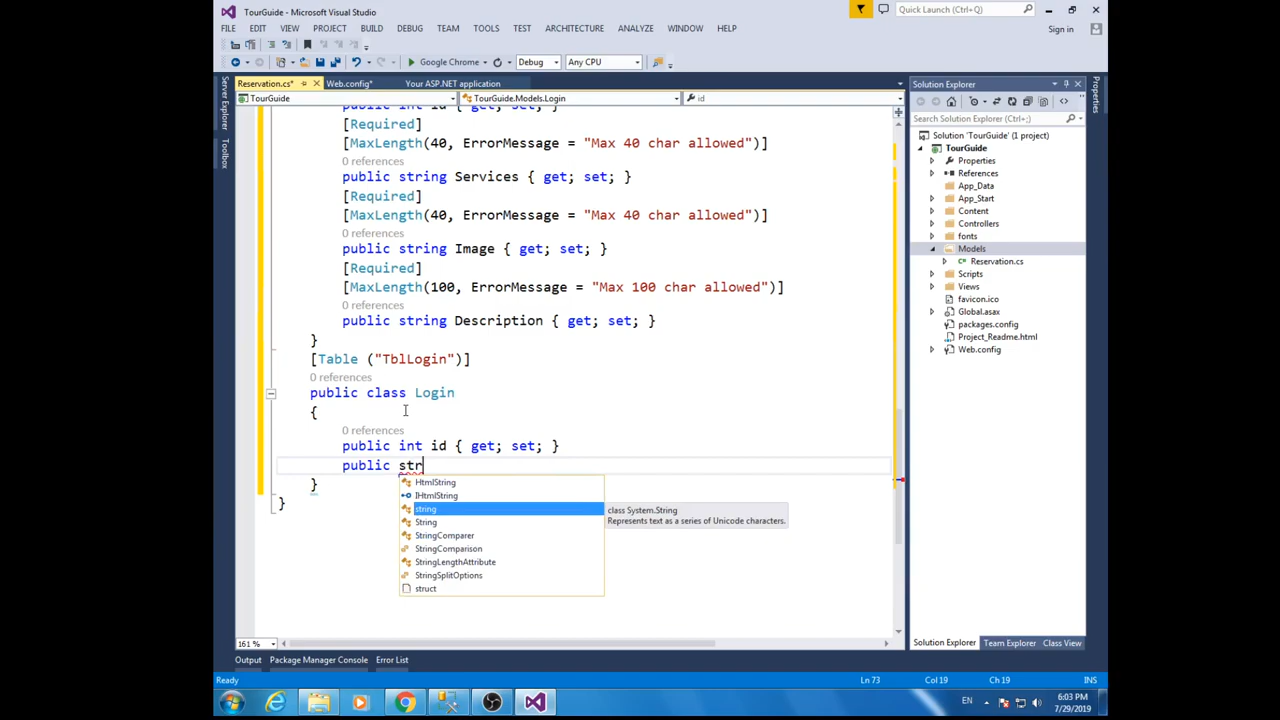 TourGuide - Microsoft Visual Studio
Quick Launch (Ctrl+Q)
FILE EDIT VIEW PROJECT BUILD DEBUG TEAM TOOLS TEST ARCHITECTURE ANALYZE WINDOW HELP
Sign in
Google Chrome Debug Any CPU
Reservation.cs* Web.config* Your ASP.NET application
TourGuide TourGuide.Models.Login id
public int id { get; set; }
[Required]
[MaxLength(40, ErrorMessage = "Max 40 char allowed")]
0 references
public string Services { get; set; }
[Required]
[MaxLength(40, ErrorMessage = "Max 40 char allowed")]
0 references
public string Image { get; set; }
[Required]
[MaxLength(100, ErrorMessage = "Max 100 char allowed")]
0 references
public string Description { get; set; }
}
[Table ("TblLogin")]
0 references
public class Login
{
0 references
public int id { get; set; }
public str
}
}
HtmlString
IHtmlString
string
String
StringComparer
StringComparison
StringLengthAttribute
StringSplitOptions
struct
class System.String
Represents text as a series of Unicode characters.
161 %
Server Explorer
Toolbox
Solution Explorer
Search Solution Explorer (Ctrl+;)
Solution 'TourGuide' (1 project)
TourGuide
Properties
References
App_Data
App_Start
Content
Controllers
fonts
Models
Reservation.cs
Scripts
Views
favicon.ico
Global.asax
packages.config
Project_Readme.html
Web.config
Properties
Solution Explorer Team Explorer Class View
Output Package Manager Console Error List
Ready Ln 73 Col 19 Ch 19 INS
EN 6:03 PM
7/29/2019